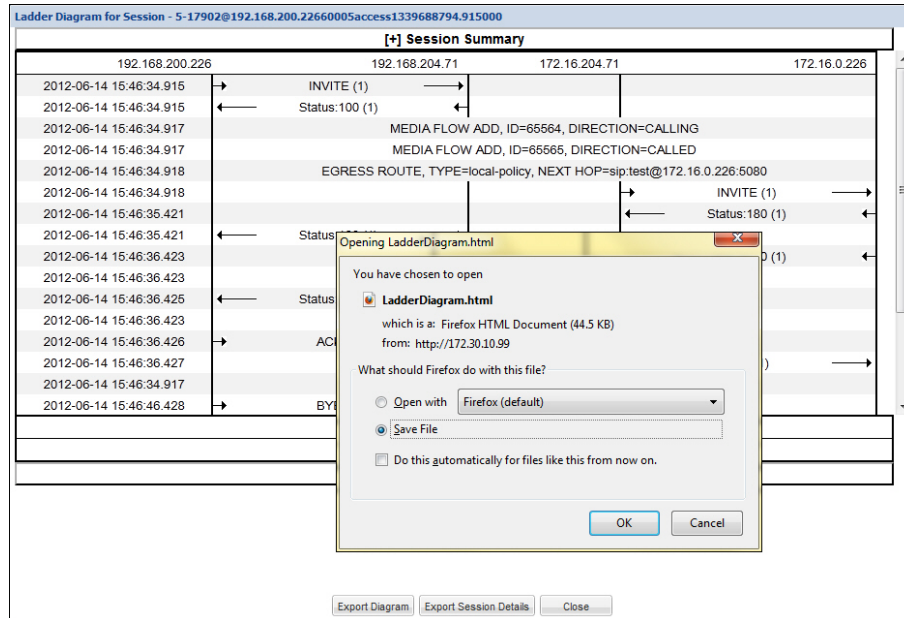 Ladder Diagram for Session - 5-17902@192.168.200.22660005access1339688794.915000
[+] Session Summary
192.168.200.226 192.168.204.71 172.16.204.71 172.16.0.226
2012-06-14 15:46:34.915 INVITE (1)
2012-06-14 15:46:34.915 Status:100 (1)
2012-06-14 15:46:34.917 MEDIA FLOW ADD, ID=65564, DIRECTION=CALLING
2012-06-14 15:46:34.917 MEDIA FLOW ADD, ID=65565, DIRECTION=CALLED
2012-06-14 15:46:34.918 EGRESS ROUTE, TYPE=local-policy, NEXT HOP=sip:test@172.16.0.226:5080
2012-06-14 15:46:34.918 INVITE (1)
2012-06-14 15:46:35.421 Status:180 (1)
2012-06-14 15:46:35.421 Status
2012-06-14 15:46:36.423 0 (1)
2012-06-14 15:46:36.423
2012-06-14 15:46:36.425 Status
2012-06-14 15:46:36.423
2012-06-14 15:46:36.426
2012-06-14 15:46:36.427 )
2012-06-14 15:46:34.917
2012-06-14 15:46:46.428
Opening LadderDiagram.html
You have chosen to open
LadderDiagram.html
which is a: Firefox HTML Document (44.5 KB)
from: http://172.30.10.99
What should Firefox do with this file?
Open with Firefox (default)
Save File
Do this automatically for files like this from now on.
OK Cancel
Export Diagram Export Session Details Close